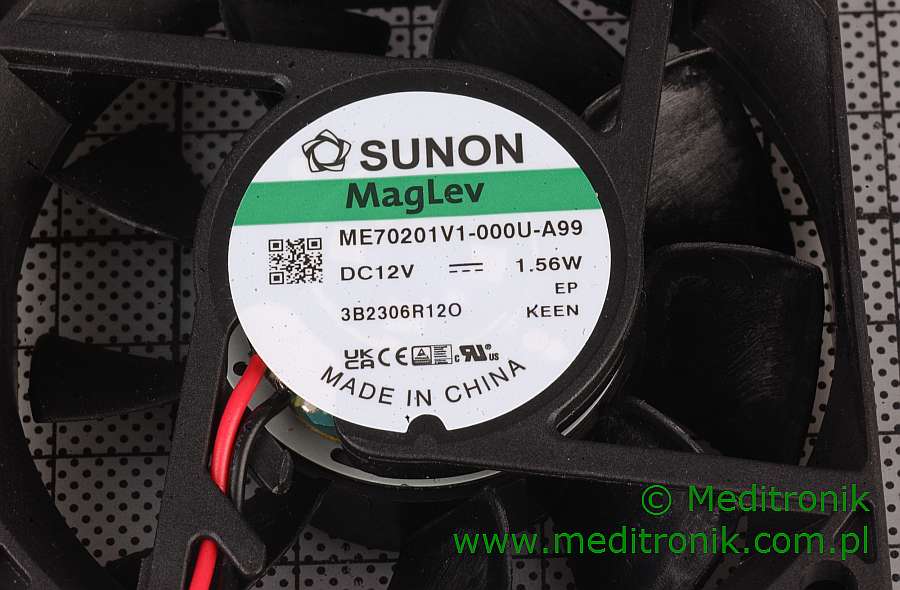 SUNON
MagLev
ME70201V1-000U-A99
DC12V 1.56W
EP
3B2306R12O KEEN
UK CA CE c RU US
MADE IN CHINA
© Meditronik
www.meditronik.com.pl